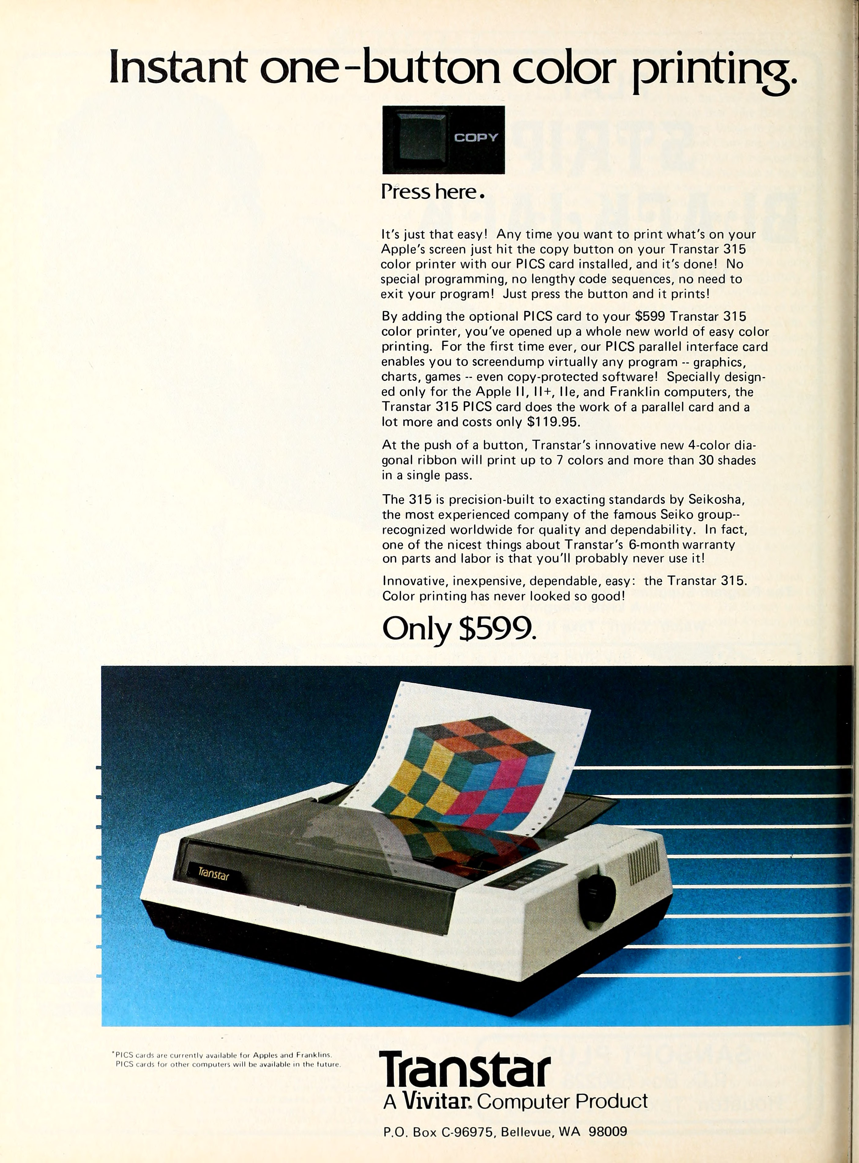 Instant one-button color printing.
COPY
Press here.
It's just that easy! Any time you want to print what's on your
Apple's screen just hit the copy button on your Transtar 315
color printer with our PICS card installed, and it's done! No
special programming, no lengthy code sequences, no need to
exit your program! Just press the button and it prints!
By adding the optional PICS card to your $599 Transtar 315
color printer, you've opened up a whole new world of easy color
printing. For the first time ever, our PICS parallel interface card
enables you to screendump virtually any program -- graphics,
charts, games -- even copy-protected software! Specially design-
ed only for the Apple II, II+, IIe, and Franklin computers, the
Transtar 315 PICS card does the work of a parallel card and a
lot more and costs only $119.95.
At the push of a button, Transtar's innovative new 4-color dia-
gonal ribbon will print up to 7 colors and more than 30 shades
in a single pass.
The 315 is precision-built to exacting standards by Seikosha,
the most experienced company of the famous Seiko group--
recognized worldwide for quality and dependability. In fact,
one of the nicest things about Transtar's 6-month warranty
on parts and labor is that you'll probably never use it!
Innovative, inexpensive, dependable, easy: the Transtar 315.
Color printing has never looked so good!
Only $599.
Transtar
*PICS cards are currently available for Apples and Franklins.
PICS cards for other computers will be available in the future.
Transtar
A Vivitar. Computer Product
P.O. Box C-96975, Bellevue, WA 98009